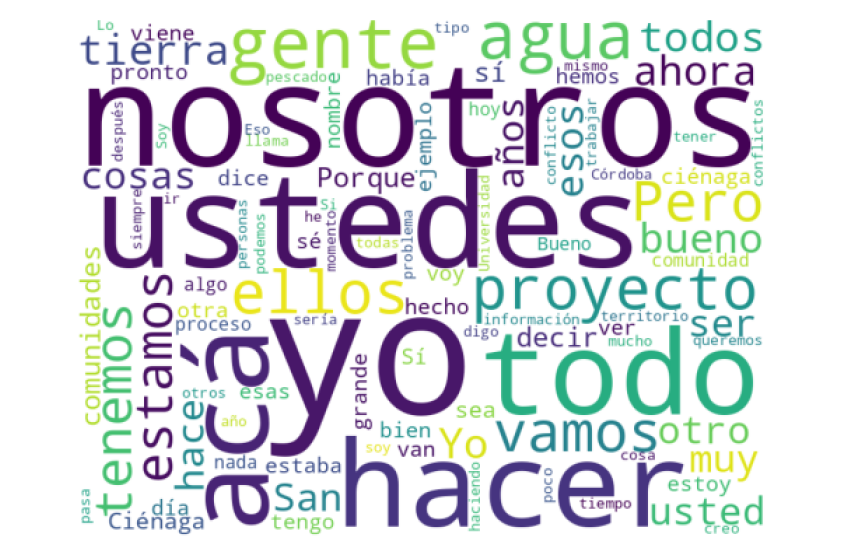 Lo
viene
tierra
gente
tipo
agua
todos
pronto
pescado
había
sí
mismo
hemos
ahora
nosotros
después
Soy
Eso
llama
nombre
ejemplo
hoy
años
conflicto
esos
trabajar
tener
conflictos
cosas
ir
dice
Porque
Universidad
Córdoba
ciénaga
siempre
ustedes
personas
podemos
he
Si
sé
momento
todas
problema
Pero
Bueno
bueno
voy
comunidad
comunidades
tenemos
estamos
algo
otra
ellos
hecho
proyecto
proceso
sería
digo
información
territorio
decir
ver
mucho
ser
queremos
acá
yo
Sí
todo
otros
esas
hace
año
grande
sea
bien
Yo
vamos
otro
nada
estaba
van
soy
hacer
cosa
muy
pasa
día
San
haciendo
poco
tiempo
estoy
usted
Ciénaga
tengo
creo